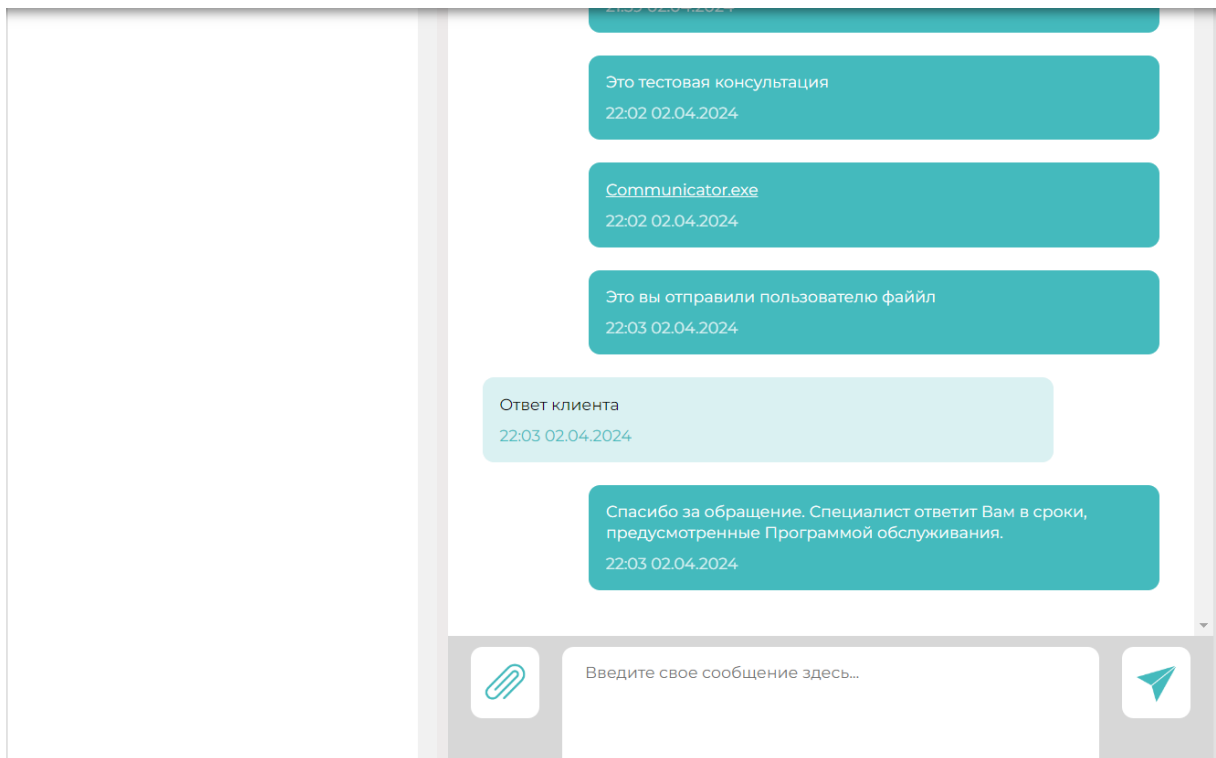 Это тестовая консультация
22:02 02.04.2024
Communicator.exe
22:02 02.04.2024
Это вы отправили пользователю файйл
22:03 02.04.2024
Ответ клиента
22:03 02.04.2024
Спасибо за обращение. Специалист ответит Вам в сроки,
предусмотренные Программой обслуживания.
22:03 02.04.2024
Введите свое сообщение здесь...